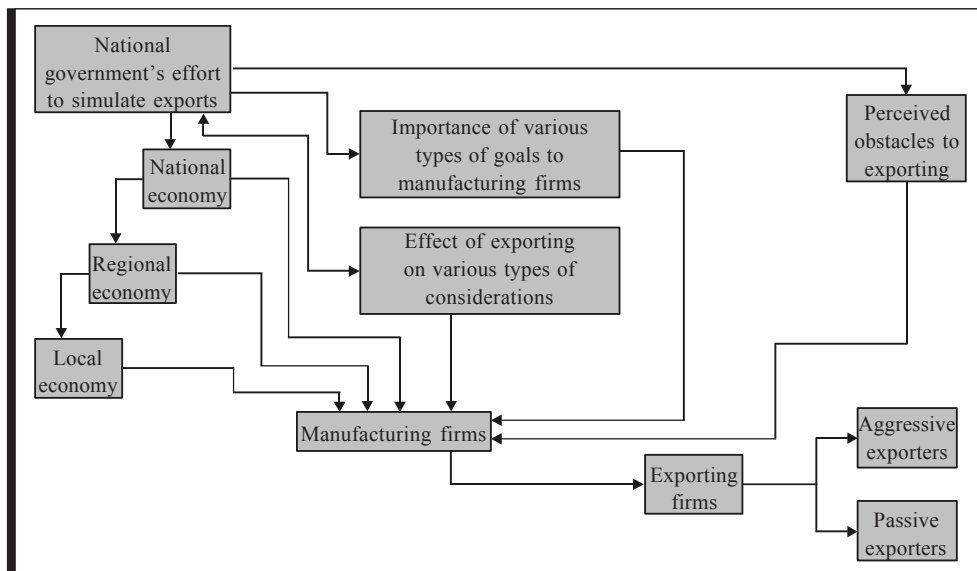 National
government's effort
to simulate exports
Importance of various
types of goals to
manufacturing firms
Perceived
obstacles to
exporting
National
economy
Effect of exporting
on various types of
considerations
Regional
economy
Local
economy
Manufacturing firms
Aggressive
exporters
Exporting
firms
Passive
exporters